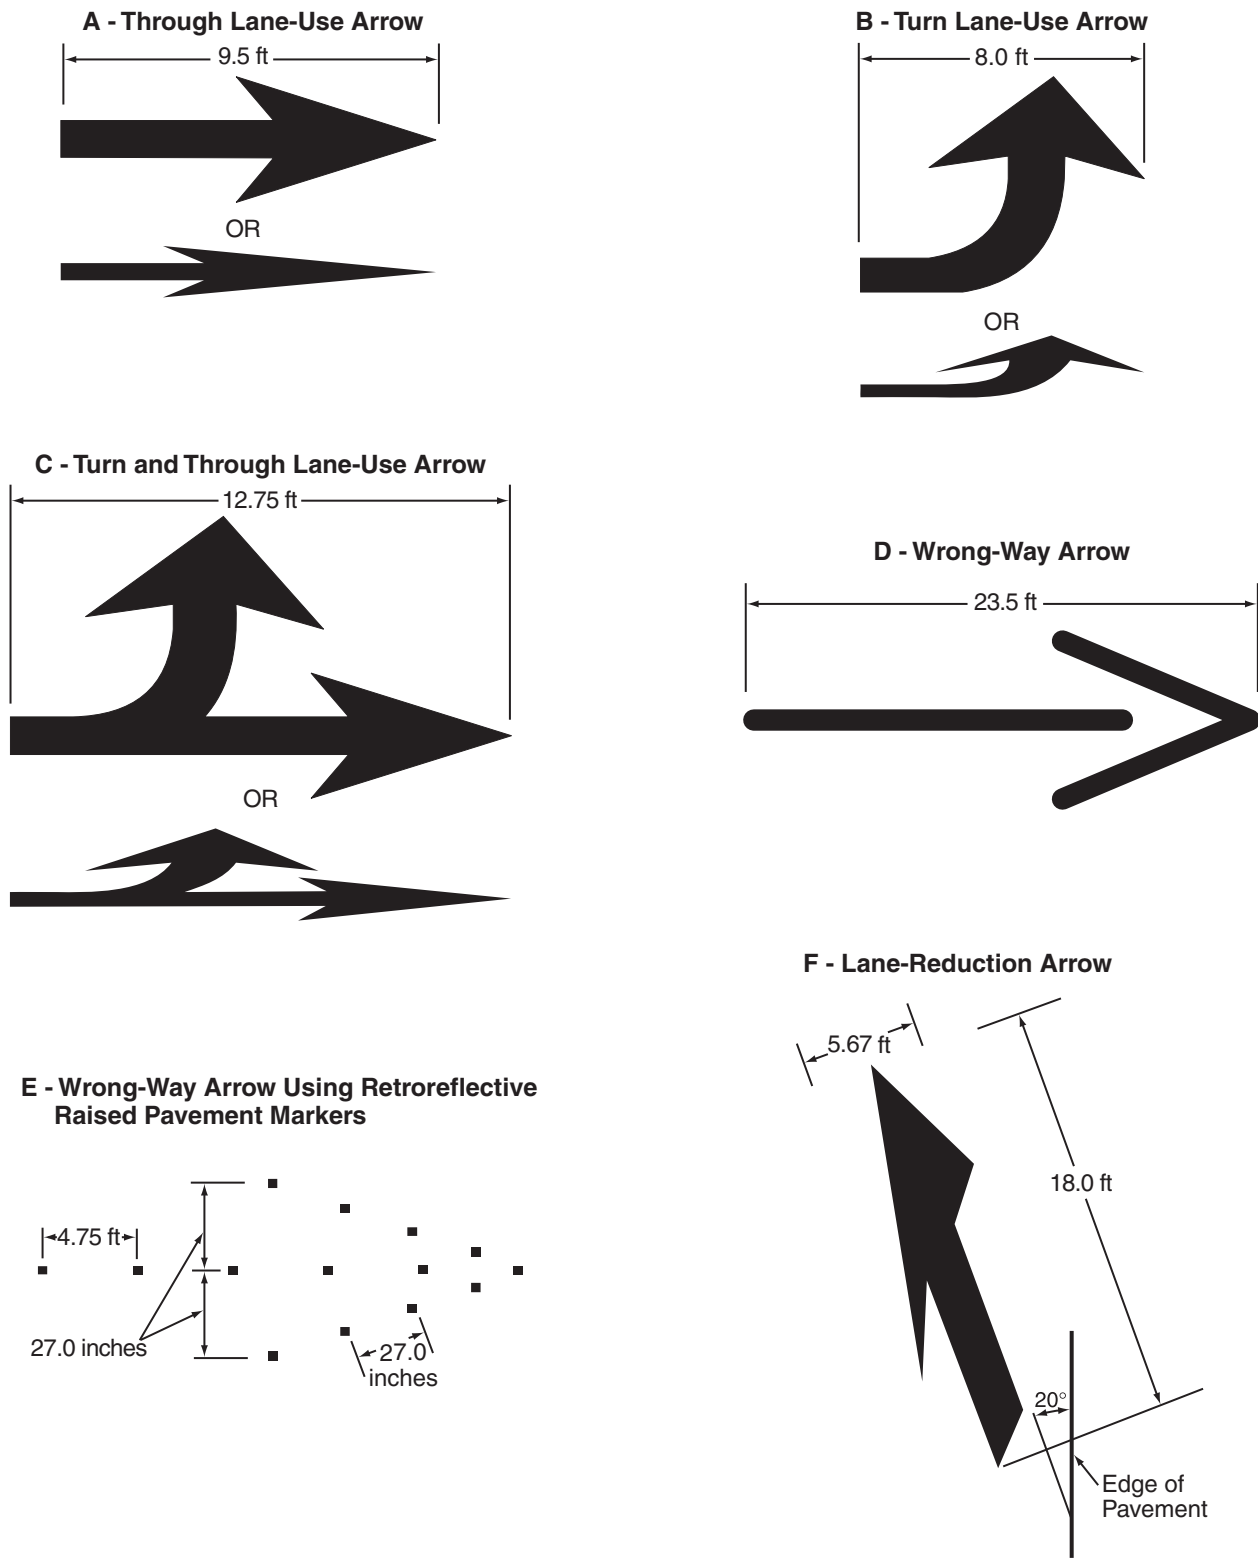 A - Through Lane-Use Arrow
9.5 ft
OR
B - Turn Lane-Use Arrow
8.0 ft
OR
C - Turn and Through Lane-Use Arrow
12.75 ft
OR
D - Wrong-Way Arrow
23.5 ft
E - Wrong-Way Arrow Using Retroreflective
Raised Pavement Markers
4.75 ft
27.0 inches
27.0
inches
F - Lane-Reduction Arrow
5.67 ft
18.0 ft
20°
Edge of
Pavement